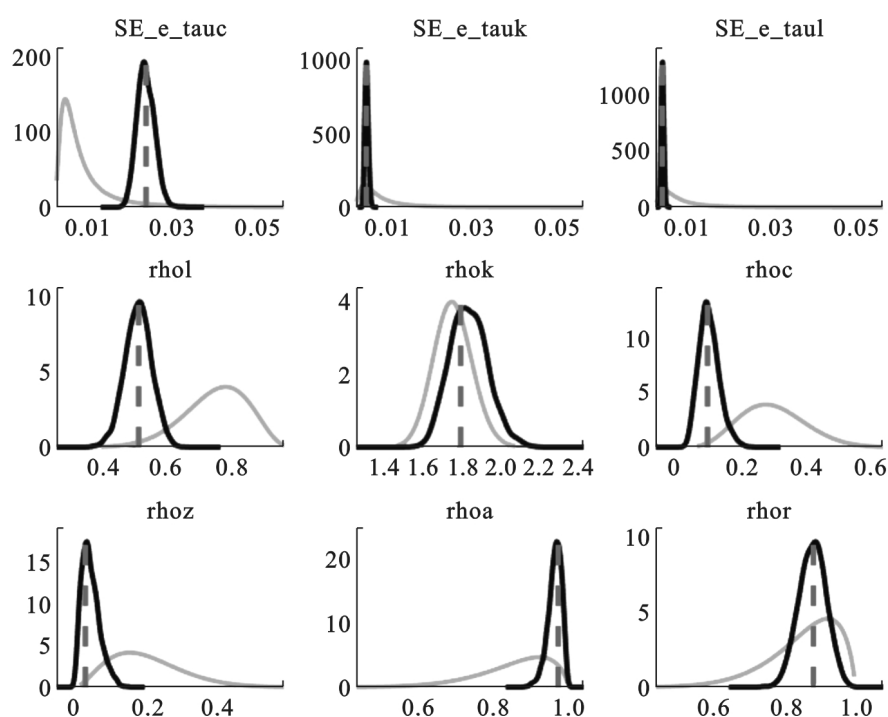 SE_e_tauc SE_e_tauk SE_e_taul
200 1000
1000
100 500 500
0 0 0
0.01 0.03 0.05 0.01 0.03 0.05 0.01 0.03 0.05
rhol rhok rhoc
10 4
10
5 2 5
0 0 0
0.4 0.6 0.8 1.4 1.6 1.8 2.0 2.2 2.4 0 0.2 0.4 0.6
rhoz rhoa rhor
15 20 10
10 10 5
5
0 0 0
0 0.2 0.4 0.6 0.8 1.0 0.6 0.8 1.0